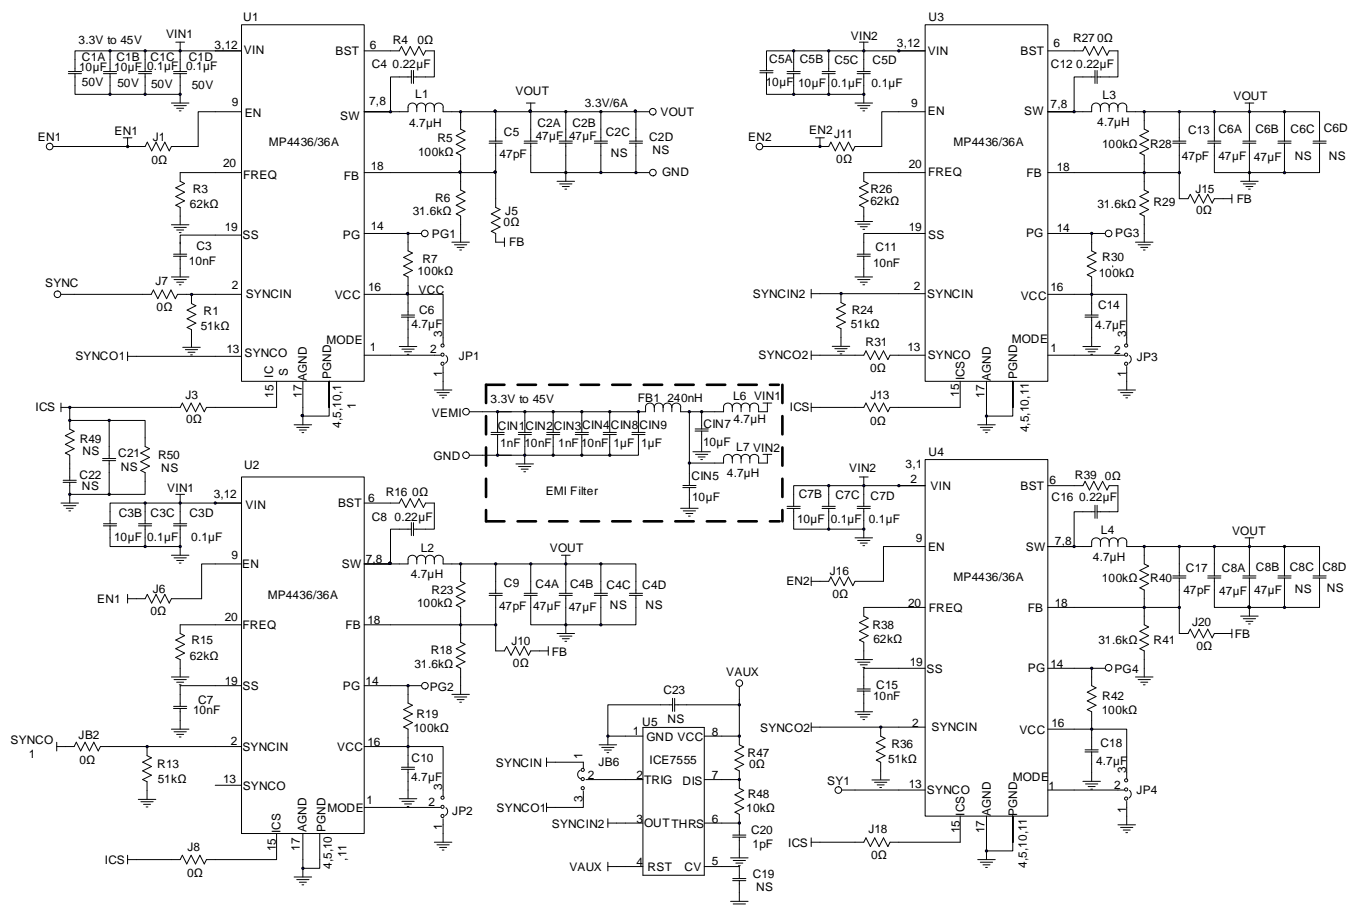 U1
VIN1
3.3V to 45V
C1A C1B C1C C1D
10µF 10µF 0.1µF 0.1µF
50V 50V 50V 50V
3,12 VIN
BST 6
R4 0Ω
C4 0.22µF
9 EN
EN1 EN1 J1
0Ω
SW 7,8
L1
4.7µH
VOUT
3.3V/6A
VOUT
MP4436/36A
R5
100kΩ
C5
47pF
C2A
47µF
C2B
47µF
C2C
NS
C2D
NS
GND
20 FREQ
R3
62kΩ
FB 18
R6
31.6kΩ
J5
0Ω
FB
19 SS
C3
10nF
PG 14
PG1
R7
100kΩ
SYNC
J7
0Ω
2 SYNCIN
R1
51kΩ
VCC 16
VCC
C6
4.7µF
SYNCO1
13 SYNCO
MODE
1
3
2
1
JP1
IC
S
15
AGND
17
PGND
4,5,10,1
1
ICS
J3
0Ω
R49
NS
C22
NS
C21
NS
R50
NS
U3
VIN2
C5A C5B C5C C5D
10µF 10µF 0.1µF 0.1µF
3,12 VIN
BST 6
R27 0Ω
C12 0.22µF
9 EN
EN2 EN2 J11
0Ω
SW 7,8
L3
4.7µH
VOUT
MP4436/36A
100kΩ R28
C13
47pF
C6A
47µF
C6B
47µF
C6C
NS
C6D
NS
20 FREQ
R26
62kΩ
FB 18
31.6kΩ R29
J15
0Ω
FB
19 SS
C11
10nF
PG 14
PG3
R30
100kΩ
SYNCIN2
2 SYNCIN
R24
51kΩ
VCC 16
C14
4.7µF
SYNCO2
R31
0Ω
13 SYNCO
MODE
1
3
2
1
JP3
ICS
15
AGND
17
PGND
4,5,10,11
ICS
J13
0Ω
VEMI
3.3V to 45V
FB1 240nH
L6
4.7µH
VIN1
CIN1
1nF
CIN2
10nF
CIN3
1nF
CIN4
10nF
CIN8
1µF
CIN9
1µF
CIN7
10µF
GND
L7
4.7µH
VIN2
CIN5
10µF
EMI Filter
U2
VIN1
C3B C3C C3D
10µF 0.1µF 0.1µF
3,12 VIN
BST 6
R16 0Ω
C8 0.22µF
9 EN
EN1
J6
0Ω
SW 7,8
L2
4.7µH
VOUT
MP4436/36A
R23
100kΩ
C9
47pF
C4A
47µF
C4B
47µF
C4C
NS
C4D
NS
20 FREQ
R15
62kΩ
FB 18
R18
31.6kΩ
J10
0Ω
FB
19 SS
C7
10nF
PG 14
PG2
R19
100kΩ
SYNCO
1
JB2
0Ω
2 SYNCIN
R13
51kΩ
VCC 16
C10
4.7µF
13 SYNCO
MODE 1
3
2
1
JP2
ICS
15
AGND
17
PGND
4,5,10
,11
ICS
J8
0Ω
VAUX
C23
NS
U5
1 GND VCC 8
ICE7555
R47
0Ω
SYNCIN
1
2
3
JB6
SYNCO1
2 TRIG DIS 7
R48
10kΩ
SYNCIN2
3 OUT THRS 6
C20
1pF
VAUX
4 RST CV 5
C19
NS
U4
VIN2
C7B C7C C7D
10µF 0.1µF 0.1µF
3,1
2 VIN
BST 6
R39 0Ω
C16 0.22µF
9 EN
EN2
J16
0Ω
SW 7,8
L4
4.7µH
VOUT
MP4436/36A
100kΩ R40
C17
47pF
C8A
47µF
C8B
47µF
C8C
NS
C8D
NS
20 FREQ
R38
62kΩ
FB 18
31.6kΩ R41
J20
0Ω
FB
19 SS
C15
10nF
PG 14
PG4
R42
100kΩ
SYNCO2
2 SYNCIN
R36
51kΩ
VCC 16
C18
4.7µF
SY1
13 SYNCO
MODE
1
3
2
1
JP4
ICS
15
AGND
17
PGND
4,5,10,11
ICS
J18
0Ω